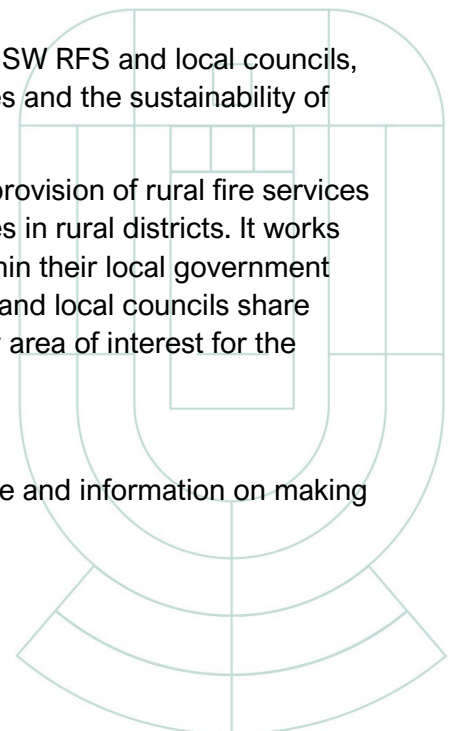 SW RFS and local councils,
es and the sustainability of
provision of rural fire services
es in rural districts. It works
hin their local government
and local councils share
area of interest for the
e and information on making